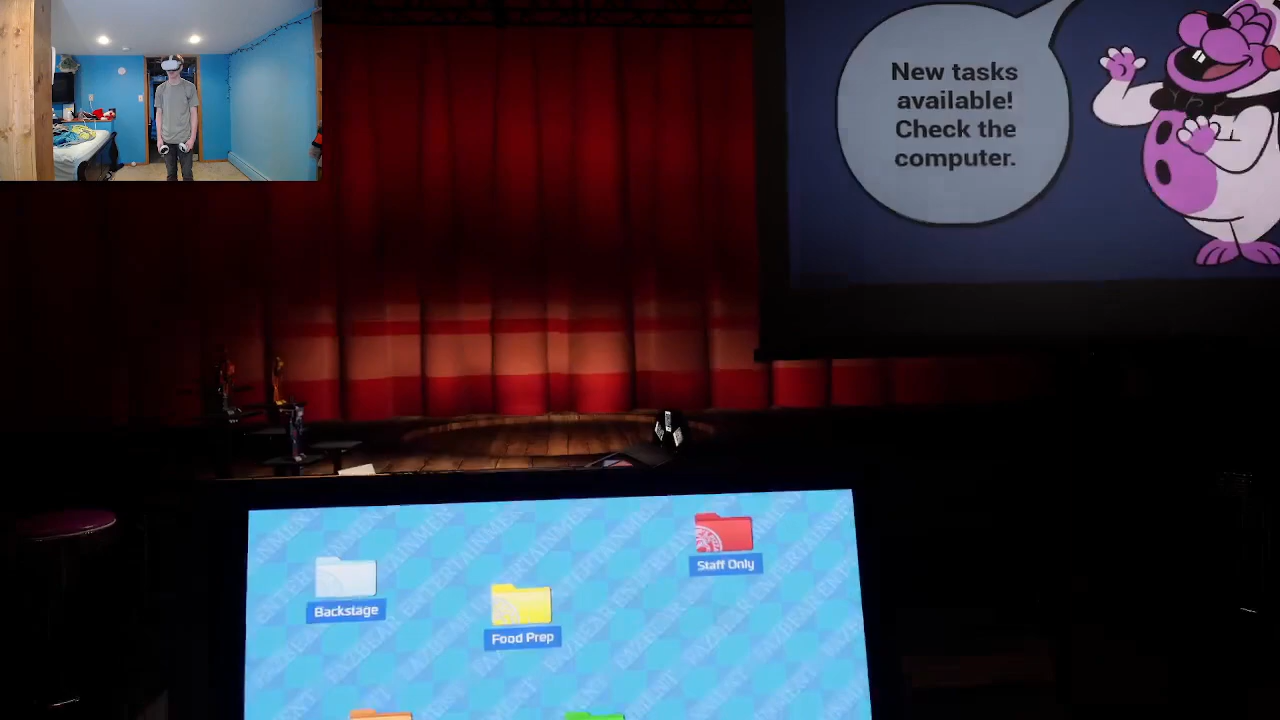 New tasks
available!
Check the
computer.
Staff Only
Backstage
Food Prep